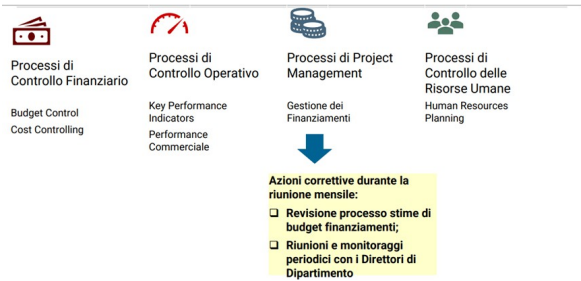 Processi di
Controllo Finanziario
Budget Control
Cost Controlling
Processi di
Controllo Operativo
Key Performance
Indicators
Performance
Commerciale
Processi di Project
Management
Gestione dei
Finanziamenti
Processi di
Controllo delle
Risorse Umane
Human Resources
Planning
Azioni correttive durante la
riunione mensile:
❑ Revisione processo stime di
budget finanziamenti;
❑ Riunioni e monitoraggi
periodici con i Direttori di
Dipartimento